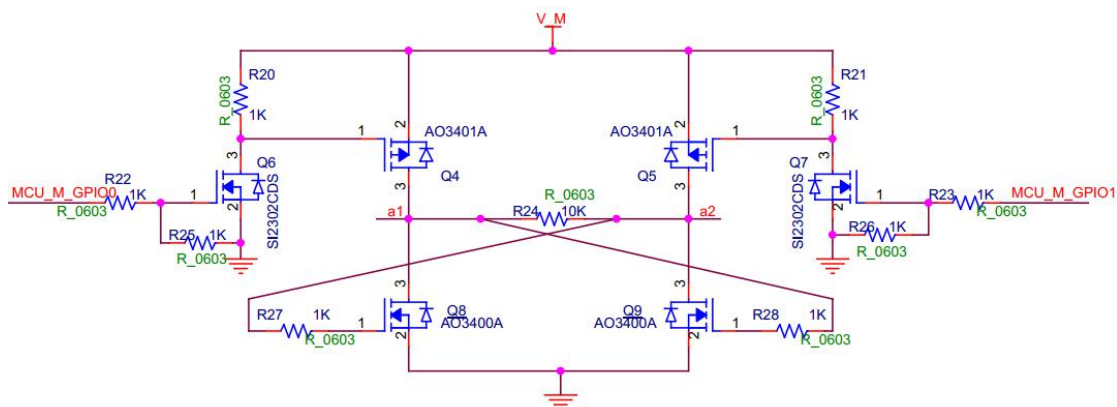 V_M
R20
R_0603
1K
R21
R_0603
1K
AO3401A
2
1
Q4
3
AO3401A
2
1
Q5
3
MCU_M_GPIO0
R22
1K
R_0603
1
3
Q6
2
SI2302CDS
R25
1K
R_0603
a1
R_0603
R24
10K
a2
Q7
3
1
2
SI2302CDS
R23
1K
R_0603
MCU_M_GPIO1
R26
1K
R_0603
R27
1K
R_0603
1
3
Q8
AO3400A
2
3
Q9
AO3400A
2
1
R28
1K
R_0603